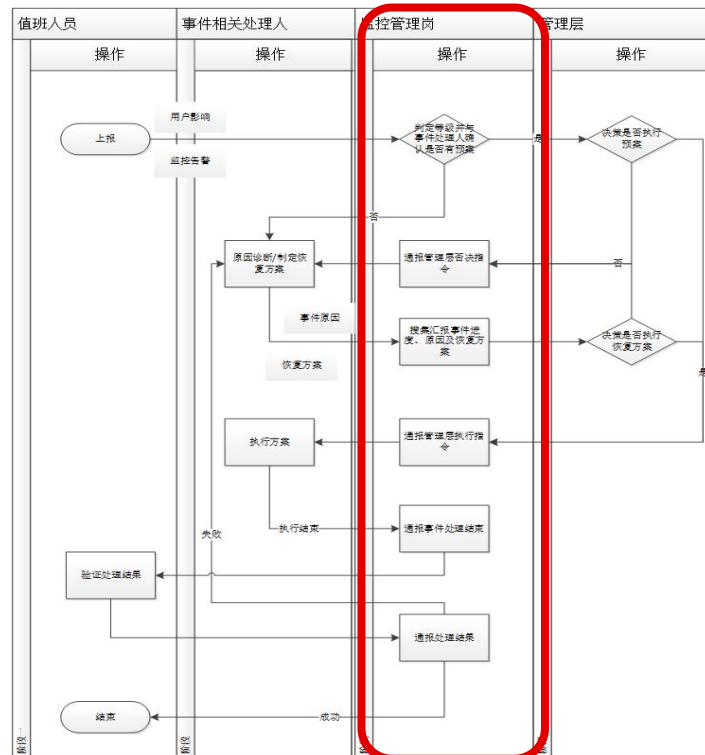 值班人员
事件相关处理人
监控管理岗
管理层
操作
操作
操作
操作
用户影响
上报
监控告警
判定等级并与
事件处理人确
认是否有预案
是
决策是否执行
预案
否
原因诊断/制定恢
复方案
通报管理层否决指
令
否
事件原因
恢复方案
搜集汇报事件进
度、原因及恢复方
案
决策是否执行
恢复方案
是
执行方案
通报管理层执行指
令
失败
执行结束
通报事件处理结束
验证处理结果
通报处理结果
结束
成功
阶段
阶段
阶段
阶段